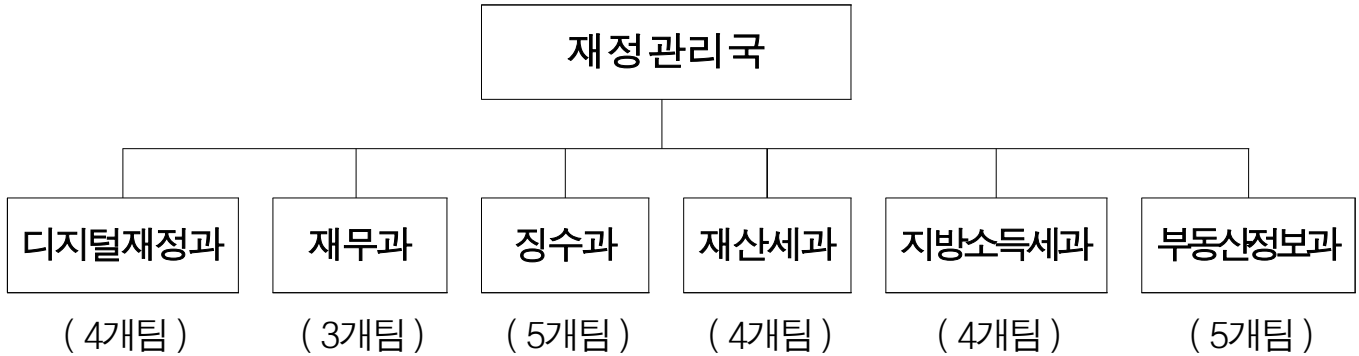 재정관리국
디지털재정과 재무과 징수과 재산세과 지방소득세과 부동산정보과
( 4개팀 ) ( 3개팀 ) ( 5개팀 ) ( 4개팀 ) ( 4개팀 ) ( 5개팀 )